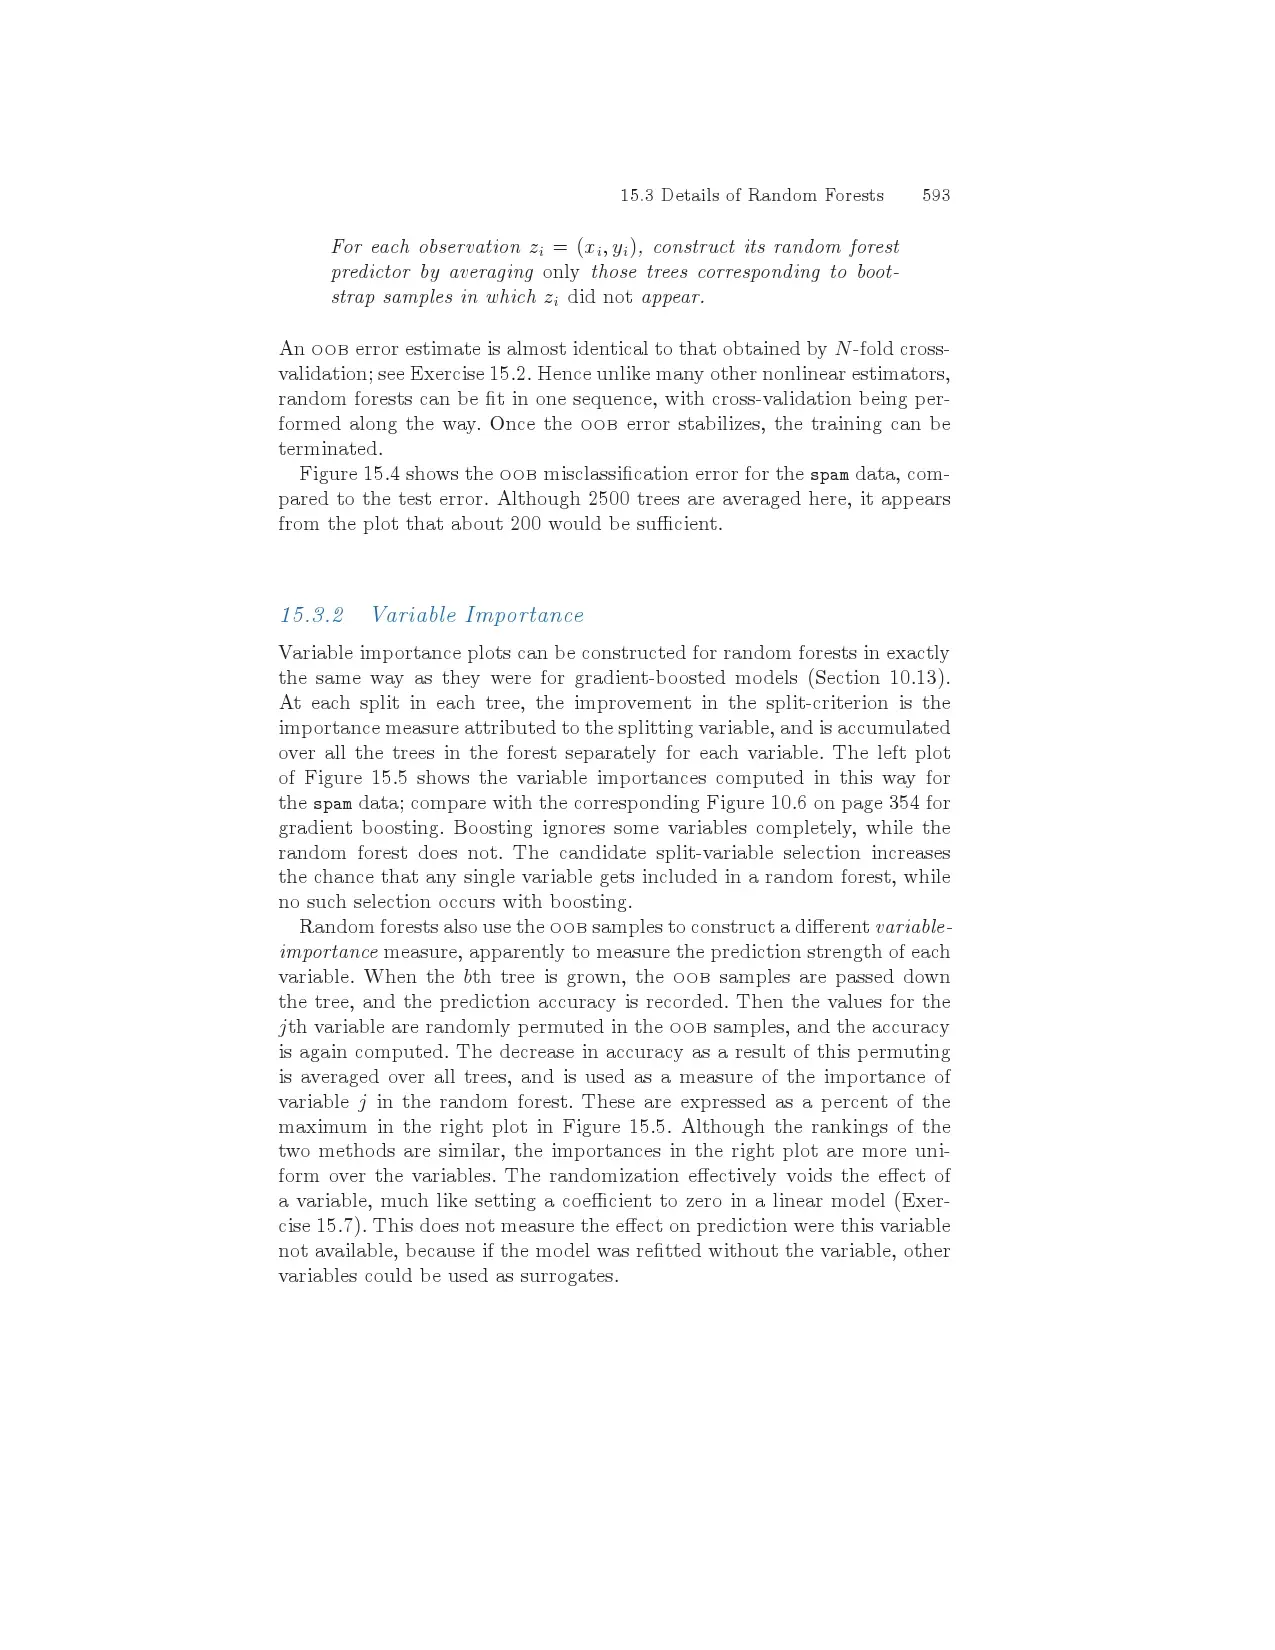 15.3 Details of Random Forests 593
For each observation zi = (xi, yi), construct its random forest
predictor by averaging only those trees corresponding to boot-
strap samples in which zi did not appear.
An OOB error estimate is almost identical to that obtained by N-fold cross-
validation; see Exercise 15.2. Hence unlike many other nonlinear estimators,
random forests can be fit in one sequence, with cross-validation being per-
formed along the way. Once the OOB error stabilizes, the training can be
terminated.
Figure 15.4 shows the OOB misclassification error for the spam data, com-
pared to the test error. Although 2500 trees are averaged here, it appears
from the plot that about 200 would be sufficient.
15.3.2 Variable Importance
Variable importance plots can be constructed for random forests in exactly
the same way as they were for gradient-boosted models (Section 10.13).
At each split in each tree, the improvement in the split-criterion is the
importance measure attributed to the splitting variable, and is accumulated
over all the trees in the forest separately for each variable. The left plot
of Figure 15.5 shows the variable importances computed in this way for
the spam data; compare with the corresponding Figure 10.6 on page 354 for
gradient boosting. Boosting ignores some variables completely, while the
random forest does not. The candidate split-variable selection increases
the chance that any single variable gets included in a random forest, while
no such selection occurs with boosting.
Random forests also use the OOB samples to construct a different variable-
importance measure, apparently to measure the prediction strength of each
variable. When the bth tree is grown, the OOB samples are passed down
the tree, and the prediction accuracy is recorded. Then the values for the
jth variable are randomly permuted in the OOB samples, and the accuracy
is again computed. The decrease in accuracy as a result of this permuting
is averaged over all trees, and is used as a measure of the importance of
variable j in the random forest. These are expressed as a percent of the
maximum in the right plot in Figure 15.5. Although the rankings of the
two methods are similar, the importances in the right plot are more uni-
form over the variables. The randomization effectively voids the effect of
a variable, much like setting a coefficient to zero in a linear model (Exer-
cise 15.7). This does not measure the effect on prediction were this variable
not available, because if the model was refitted without the variable, other
variables could be used as surrogates.